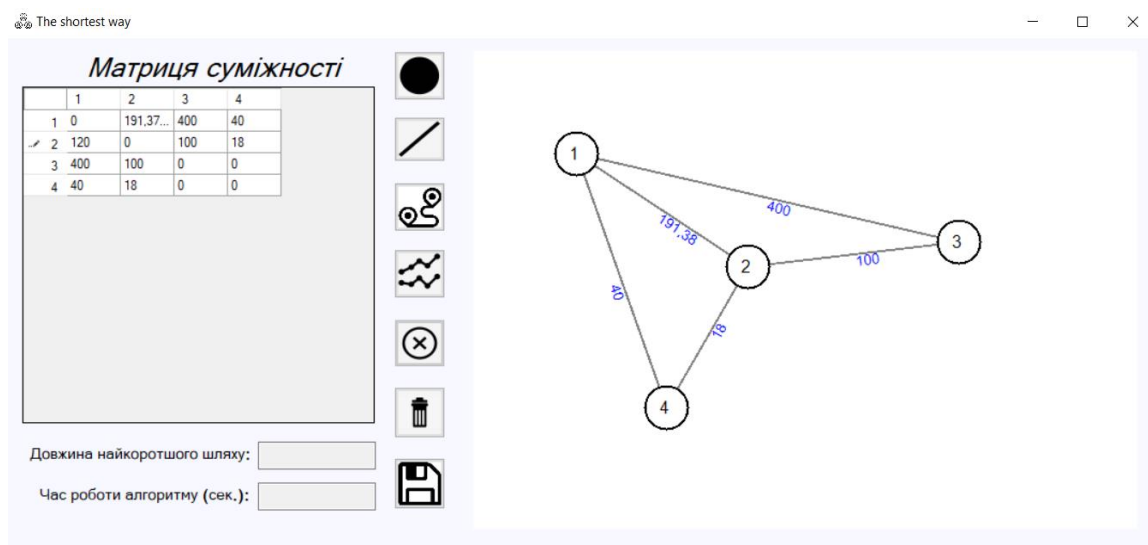 The shortest way
Матриця суміжності
1 2 3 4
1 0 191,37... 400 40
2 120 0 100 18
3 400 100 0 0
4 40 18 0 0
Довжина найкоротшого шляху:
Час роботи алгоритму (сек.):
1
400
191,38
3
2
100
40
18
4